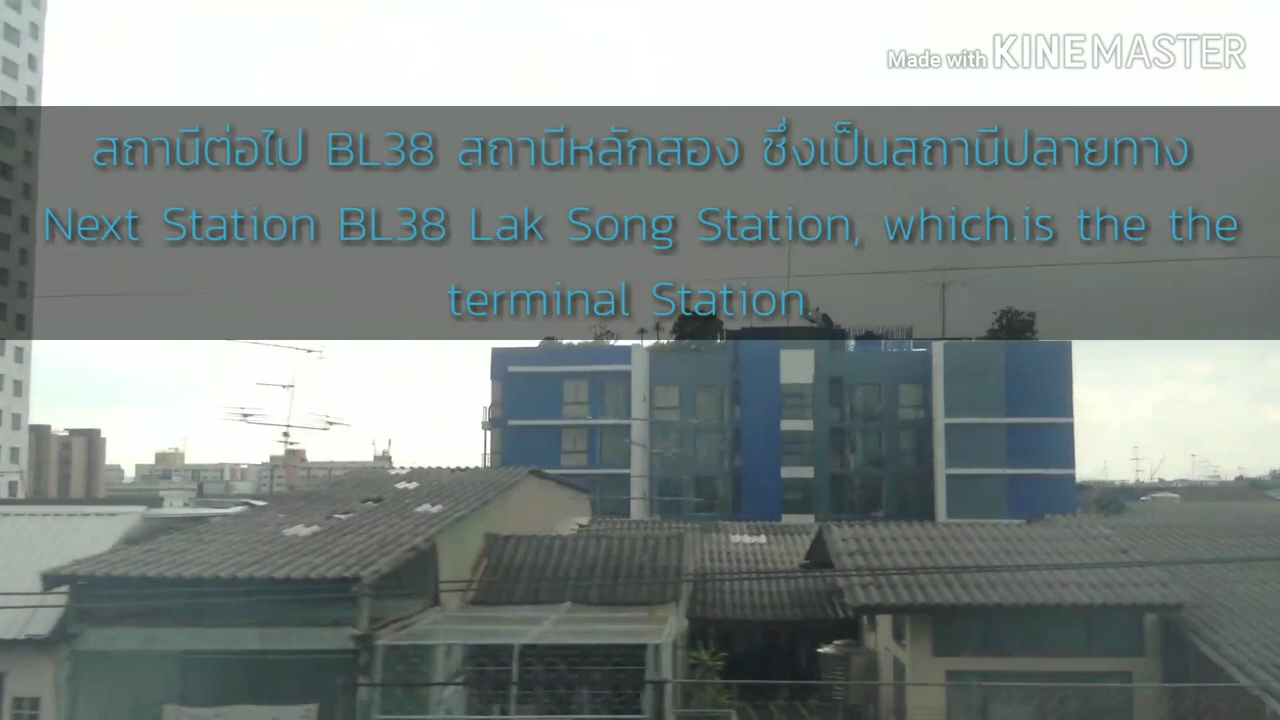 Made with KINEMASTER
สถานีต่อไป BL38 สถานีหลักสอง ซึ่งเป็นสถานีปลายทาง
Next Station BL38 Lak Song Station, which.is the the
terminal Station.